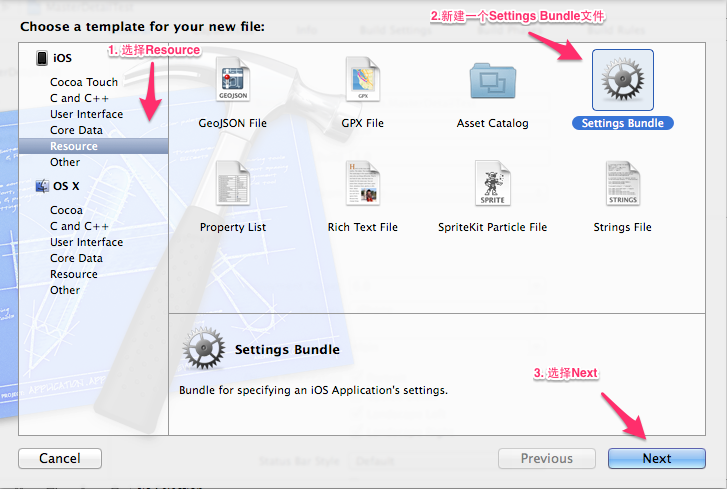 2.新建一个Settings Bundle文件
Choose a template for your new file:
1. 选择Resource
iOS
Cocoa Touch
C and C++
User Interface
Core Data
Resource
Other
OS X
Cocoa
C and C++
User Interface
Core Data
Resource
Other
GEOJSON
GeoJSON File
GPX
GPX File
Asset Catalog
Settings Bundle
Property List
Rich Text File
SPRITE
SpriteKit Particle File
STRINGS
Strings File
Settings Bundle
Bundle for specifying an iOS Application's settings.
3. 选择Next
Cancel
Previous
Next
Status Bar Style
Default